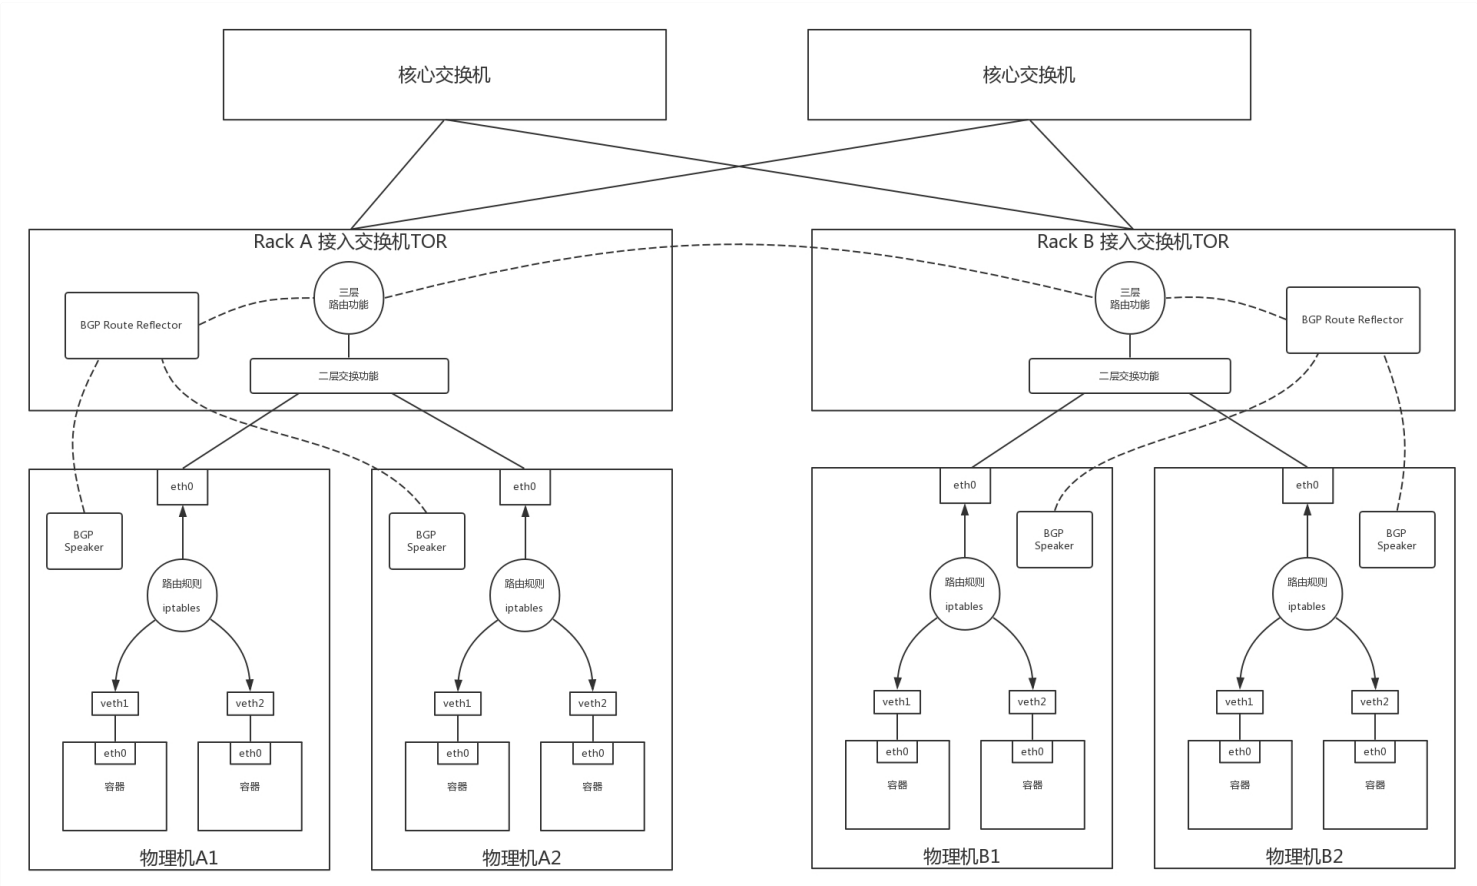 核心交换机
核心交换机
Rack A 接入交换机TOR
Rack B 接入交换机TOR
三层
路由功能
BGP Route Reflector
二层交换功能
三层
路由功能
BGP Route Reflector
二层交换功能
eth0
BGP
Speaker
路由规则
iptables
veth1
veth2
eth0
eth0
容器
容器
物理机A1
eth0
BGP
Speaker
路由规则
iptables
veth1
veth2
eth0
eth0
容器
容器
物理机A2
eth0
BGP
Speaker
路由规则
iptables
veth1
veth2
eth0
eth0
容器
容器
物理机B1
eth0
BGP
Speaker
路由规则
iptables
veth1
veth2
eth0
eth0
容器
容器
物理机B2